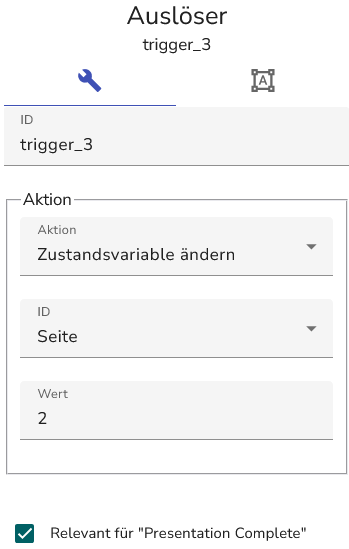 Auslöser
trigger_3
A
ID
trigger_3
Aktion
Aktion
Zustandsvariable ändern
ID
Seite
Wert
2
Relevant für "Presentation Complete"